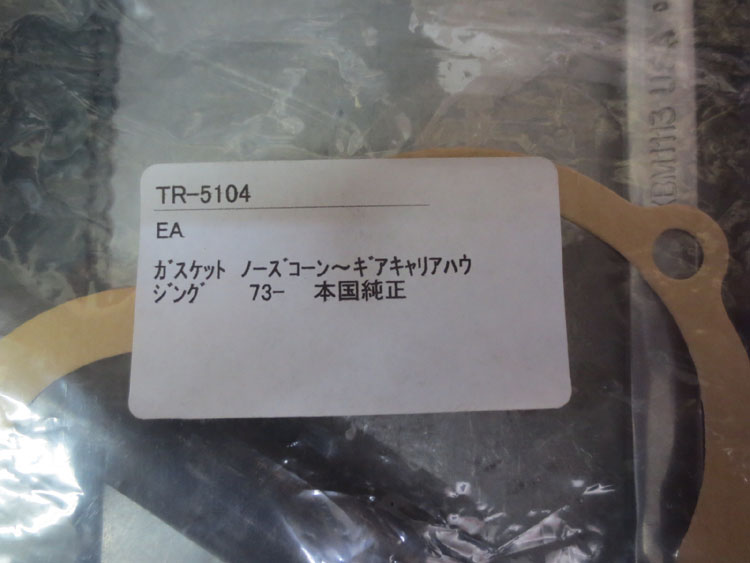 TR-5104
EA
ｶﾞｽｹｯﾄ ﾉｰｽﾞｺｰﾝ～ｷﾞｱｷｬﾘｱﾊｳ
ｼﾞﾝｸﾞ 73- 本国純正
USA